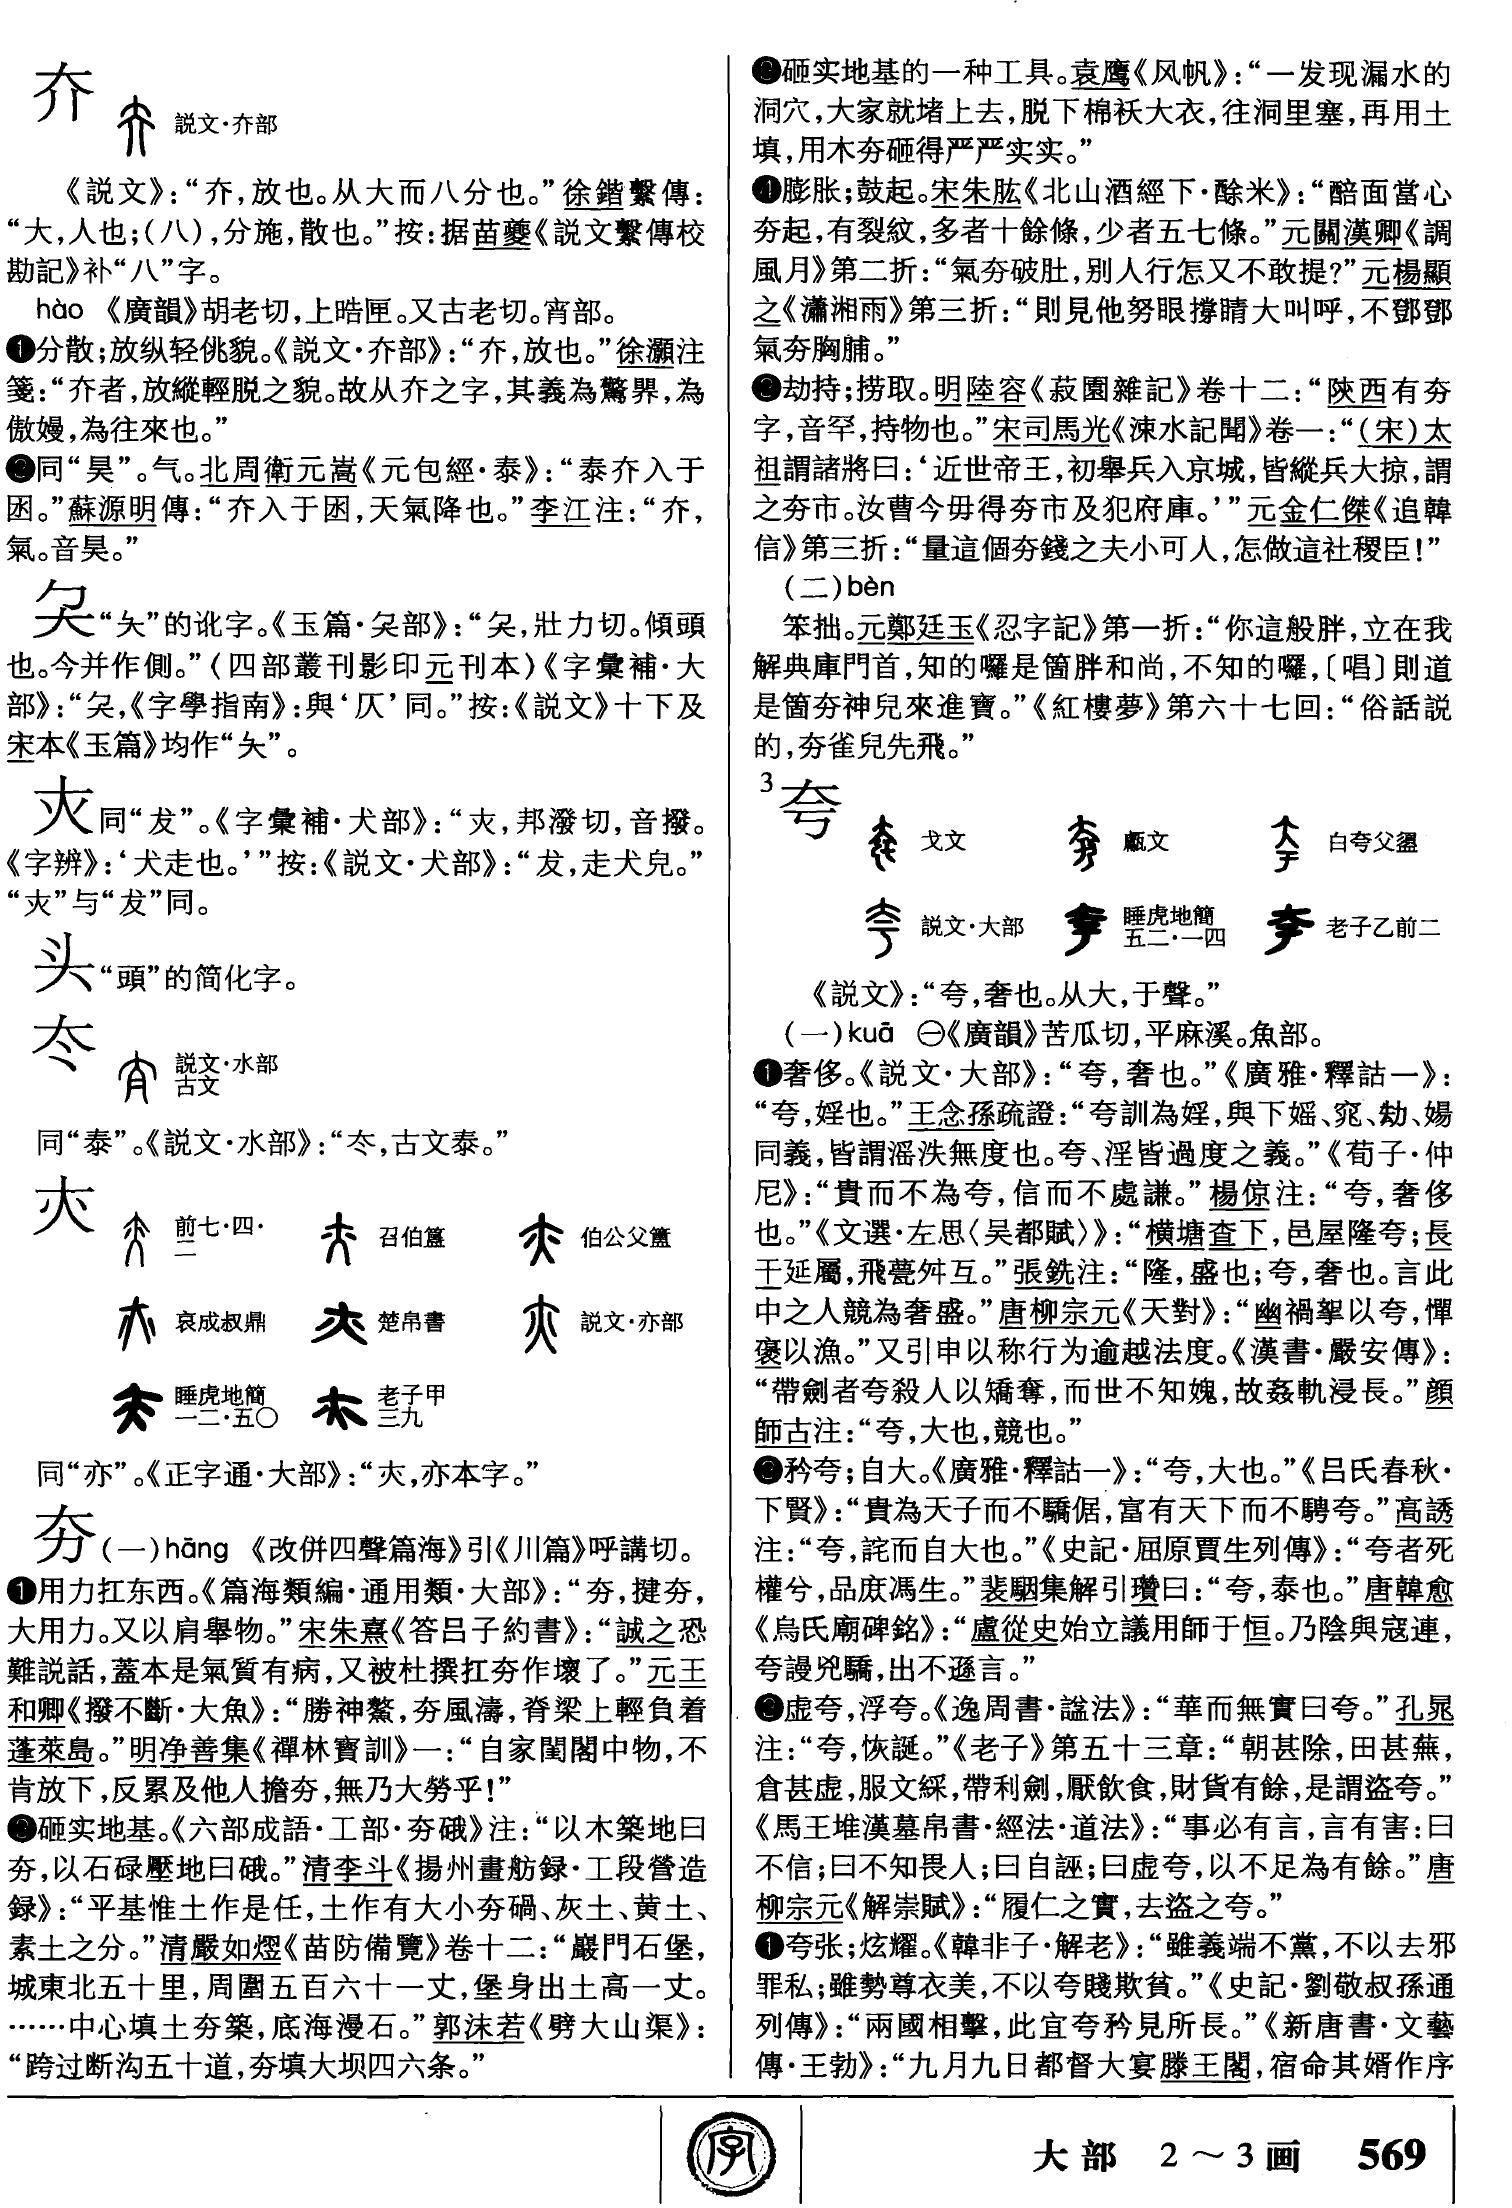 夰
説文·夰部
《説文》：“夰，放也。从大而八分也。”徐鍇繫傳：
“大，人也；（八），分施，散也。”按：据苗夔《説文繫傳校
勘記》补“八”字。
hào 《廣韻》胡老切，上晧匣。又古老切。宵部。
❶分散；放纵轻佻貌。《説文·夰部》：“夰，放也。”徐灝注
箋：“夰者，放縱輕脱之貌。故从夰之字，其義為驚界，為
傲嫚，為往來也。”
❷同“昊”。气。北周衛元嵩《元包經·泰》：“泰夰入于
困。”蘇源明傳：“夰入于困，天氣降也。”李江注：“夰，
氣。音昊。”
“夨”的讹字。《玉篇·部》：“，壯力切。傾頭
也。今并作側。”（四部叢刊影印元刊本）《字彙補·大
部》：“，《字學指南》：與‘仄’同。”按：《説文》十下及
宋本《玉篇》均作“夨”。
同“犮”。《字彙補·犬部》：“，邦潑切，音撥。
《字辨》：‘犬走也。’”按：《説文·犬部》：“犮，走犬皃。”
“”与“犮”同。
头“頭”的简化字。
夳
説文·水部
古文
同“泰”。《説文·水部》：“夳，古文泰。”
夾
前七·四·
二
召伯簋
伯公父簠
哀成叔鼎
楚帛書
説文·亦部
睡虎地簡
一二·五〇
老子甲
三九
同“亦”。《正字通·大部》：“，亦本字。”
夯（一）hāng 《改併四聲篇海》引《川篇》呼講切。
❶用力扛东西。《篇海類編·通用類·大部》：“夯，揵夯，
大用力。又以肩舉物。”宋朱熹《答吕子約書》：“誠之恐
難説話，蓋本是氣質有病，又被杜撰扛夯作壞了。”元王
和卿《撥不斷·大魚》：“勝神鰲，夯風濤，脊梁上輕負着
蓬萊島。”明净善集《禪林寶訓》一：“自家閨閣中物，不
肯放下，反累及他人擔夯，無乃大勞乎！”
❷砸实地基。《六部成語·工部·夯硪》注：“以木築地曰
夯，以石碌壓地曰硪。”清李斗《揚州畫舫録·工段營造
録》：“平基惟土作是任，土作有大小夯碢、灰土、黄土、
素土之分。”清嚴如熤《苗防備覽》卷十二：“巖門石堡，
城東北五十里，周圍五百六十一丈，堡身出土高一丈。
……中心填土夯築，底海漫石。”郭沫若《劈大山渠》：
“跨过断沟五十道，夯填大坝四六条。”
❸砸实地基的一种工具。袁鹰《风帆》：“一发现漏水的
洞穴，大家就堵上去，脱下棉袄大衣，往洞里塞，再用土
填，用木夯砸得严严实实。”
❹膨胀；鼓起。宋朱肱《北山酒經下·酴米》：“醅面當心
夯起，有裂紋，多者十餘條，少者五七條。”元關漢卿《調
風月》第二折：“氣夯破肚，别人行怎又不敢提？”元楊顯
之《瀟湘雨》第三折：“則見他努眼撐睛大叫呼，不鄧鄧
氣夯胸脯。”
❺劫持；捞取。明陸容《菽園雜記》卷十二：“陝西有夯
字，音罕，持物也。”宋司馬光《涑水記聞》卷一：“（宋）太
祖謂諸將曰：‘近世帝王，初舉兵入京城，皆縱兵大掠，謂
之夯市。汝曹今毋得夯市及犯府庫。’”元金仁傑《追韓
信》第三折：“量這個夯錢之夫小可人，怎做這社稷臣！”
（二）bèn
笨拙。元鄭廷玉《忍字記》第一折：“你這般胖，立在我
解典庫門首，知的囉是箇胖和尚，不知的囉，〔唱〕則道
是箇夯神兒來進寶。”《紅樓夢》第六十七回：“俗話説
的，夯雀兒先飛。”
3夸
戈文
甗文
白夸父盨
説文·大部
睡虎地簡
五二·一四
老子乙前二
《説文》：“夸，奢也。从大，于聲。”
（一）kuā ㊀《廣韻》苦瓜切，平麻溪。魚部。
❶奢侈。《説文·大部》：“夸，奢也。”《廣雅·釋詁一》：
“夸，婬也。”王念孫疏證：“夸訓為婬，與下媱、窕、㚫、婸
同義，皆謂滛泆無度也。夸、淫皆過度之義。”《荀子·仲
尼》：“貴而不為夸，信而不處謙。”楊倞注：“夸，奢侈
也。”《文選·左思〈吴都賦〉》：“横塘查下，邑屋隆夸；長
干延屬，飛甍舛互。”張銑注：“隆，盛也；夸，奢也。言此
中之人競為奢盛。”唐柳宗元《天對》：“幽禍挐以夸，憚
褒以漁。”又引申以称行为逾越法度。《漢書·嚴安傳》：
“帶劍者夸殺人以矯奪，而世不知媿，故姦軌浸長。”顔
師古注：“夸，大也，競也。”
❷矜夸；自大。《廣雅·釋詁一》：“夸，大也。”《吕氏春秋·
下賢》：“貴為天子而不驕倨，富有天下而不騁夸。”高誘
注：“夸，詫而自大也。”《史記·屈原賈生列傳》：“夸者死
權兮，品庶馮生。”裴駰集解引瓚曰：“夸，泰也。”唐韓愈
《烏氏廟碑銘》：“盧從史始立議用師于恒。乃陰與寇連，
夸謾兇驕，出不遜言。”
❸虚夸，浮夸。《逸周書·謚法》：“華而無實曰夸。”孔晁
注：“夸，恢誕。”《老子》第五十三章：“朝甚除，田甚蕪，
倉甚虚，服文綵，帶利劍，厭飲食，財貨有餘，是謂盜夸。”
《馬王堆漢墓帛書·經法·道法》：“事必有言，言有害：曰
不信；曰不知畏人；曰自誣；曰虚夸，以不足為有餘。”唐
柳宗元《解崇賦》：“履仁之實，去盜之夸。”
❹夸张；炫耀。《韓非子·解老》：“雖義端不黨，不以去邪
罪私；雖勢尊衣美，不以夸賤欺貧。”《史記·劉敬叔孫通
列傳》：“兩國相擊，此宜夸矜見所長。”《新唐書·文藝
傳·王勃》：“九月九日都督大宴滕王閣，宿命其婿作序
字
大部 2～3画 569